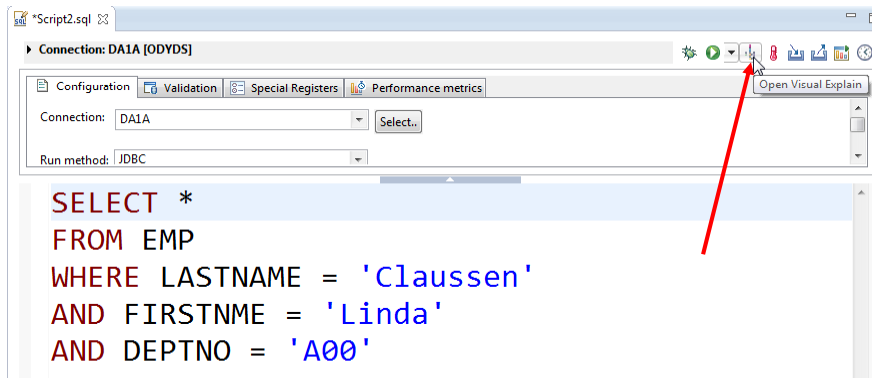 *Script2.sql
Connection: DA1A [ODYDS]
Open Visual Explain
Configuration Validation Special Registers Performance metrics
Connection: DA1A Select..
Run method: JDBC
SELECT *
FROM EMP
WHERE LASTNAME = 'Claussen'
AND FIRSTNME = 'Linda'
AND DEPTNO = 'A00'